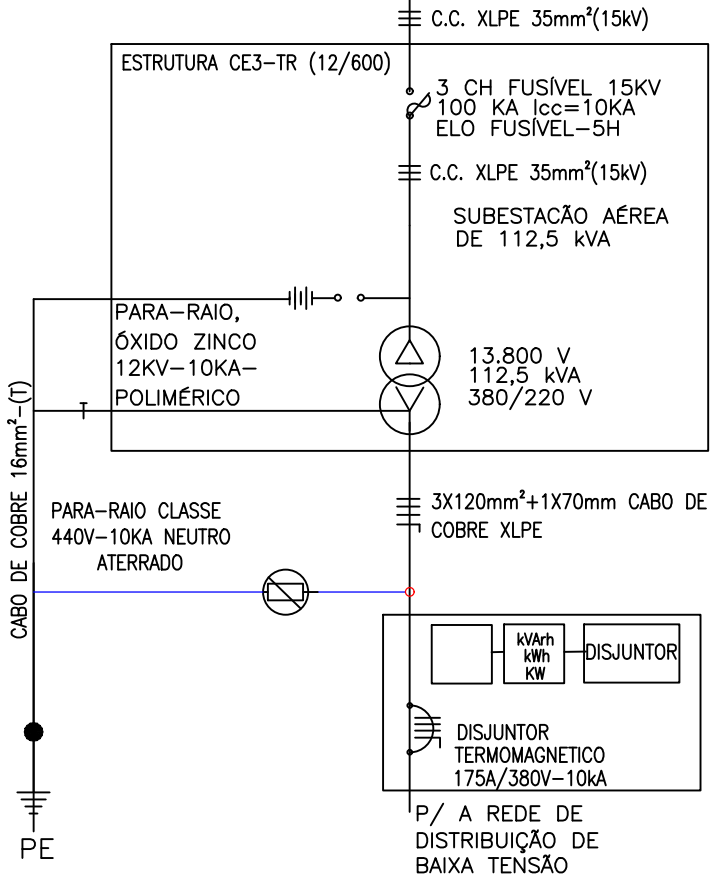 C.C. XLPE 35mm²(15kV)
ESTRUTURA CE3-TR (12/600)
3 CH FUSÍVEL 15KV
100 KA Icc=10KA
ELO FUSÍVEL-5H
C.C. XLPE 35mm²(15kV)
SUBESTACÃO AÉREA
DE 112,5 kVA
PARA-RAIO,
ÓXIDO ZINCO
12KV-10KA-
POLIMÉRICO
13.800 V
112,5 kVA
380/220 V
T
CABO DE COBRE 16mm²-(T)
3X120mm²+1X70mm CABO DE
COBRE XLPE
PARA-RAIO CLASSE
440V-10KA NEUTRO
ATERRADO
kVArh
kWh
KW
DISJUNTOR
DISJUNTOR
TERMOMAGNETICO
175A/380V-10kA
P/ A REDE DE
DISTRIBUIÇÃO DE
BAIXA TENSÃO
PE